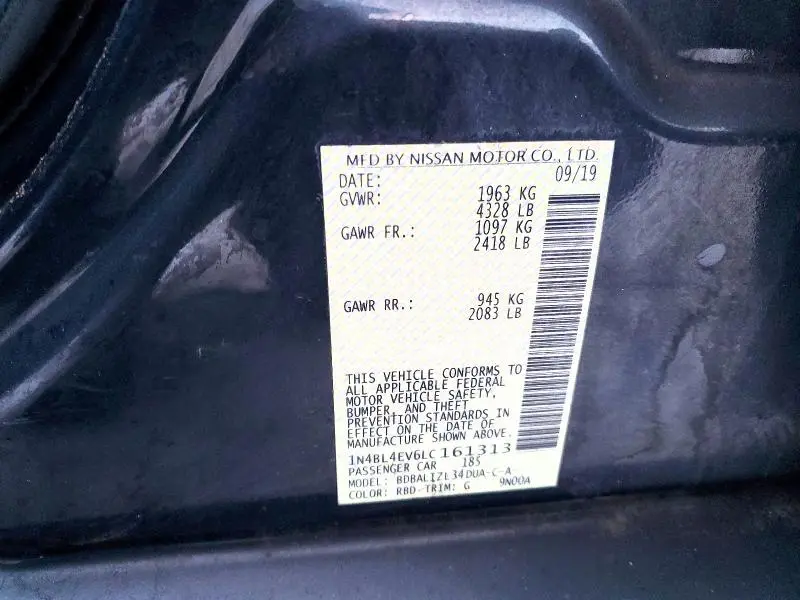 MFD BY NISSAN MOTOR CO., LTD.
DATE: 09/19
GVWR: 1963 KG
4328 LB
GAWR FR.: 1097 KG
2418 LB
GAWR RR.: 945 KG
2083 LB
THIS VEHICLE CONFORMS TO
ALL APPLICABLE FEDERAL
MOTOR VEHICLE SAFETY,
BUMPER, AND THEFT
PREVENTION STANDARDS IN
EFFECT ON THE DATE OF
MANUFACTURE SHOWN ABOVE.
1N4BL4EV6LC161313
PASSENGER CAR 185
MODEL: BDBALIZL34DUA-C-A
COLOR: RBD-TRIM: G 9N00A